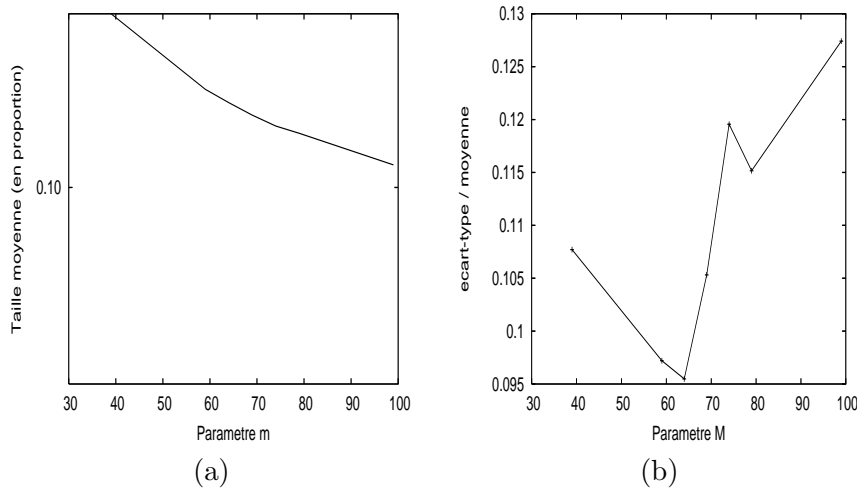 Taille moyenne (en proportion)
0.10
30 40 50 60 70 80 90 100
Parametre m
(a)
ecart-type / moyenne
0.13
0.125
0.12
0.115
0.11
0.105
0.1
0.095
30 40 50 60 70 80 90 100
Parametre M
(b)